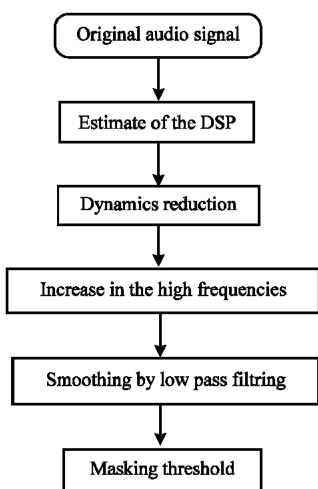 Original audio signal
Estimate of the DSP
Dynamics reduction
Increase in the high frequencies
Smoothing by low pass filtring
Masking threshold